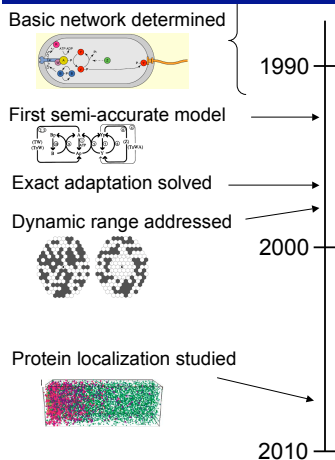 Basic network determined
1990
First semi-accurate model
Exact adaptation solved
Dynamic range addressed
2000
Protein localization studied
2010